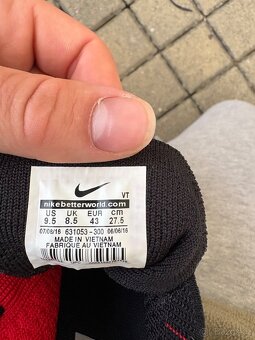 VT
nikebetterworld.com
US UK EUR cm
9.5 8.5 43 27.5
07/06/16 631053-300 06/06/16
MADE IN VIETNAM
FABRIQUÉ AU VIETNAM